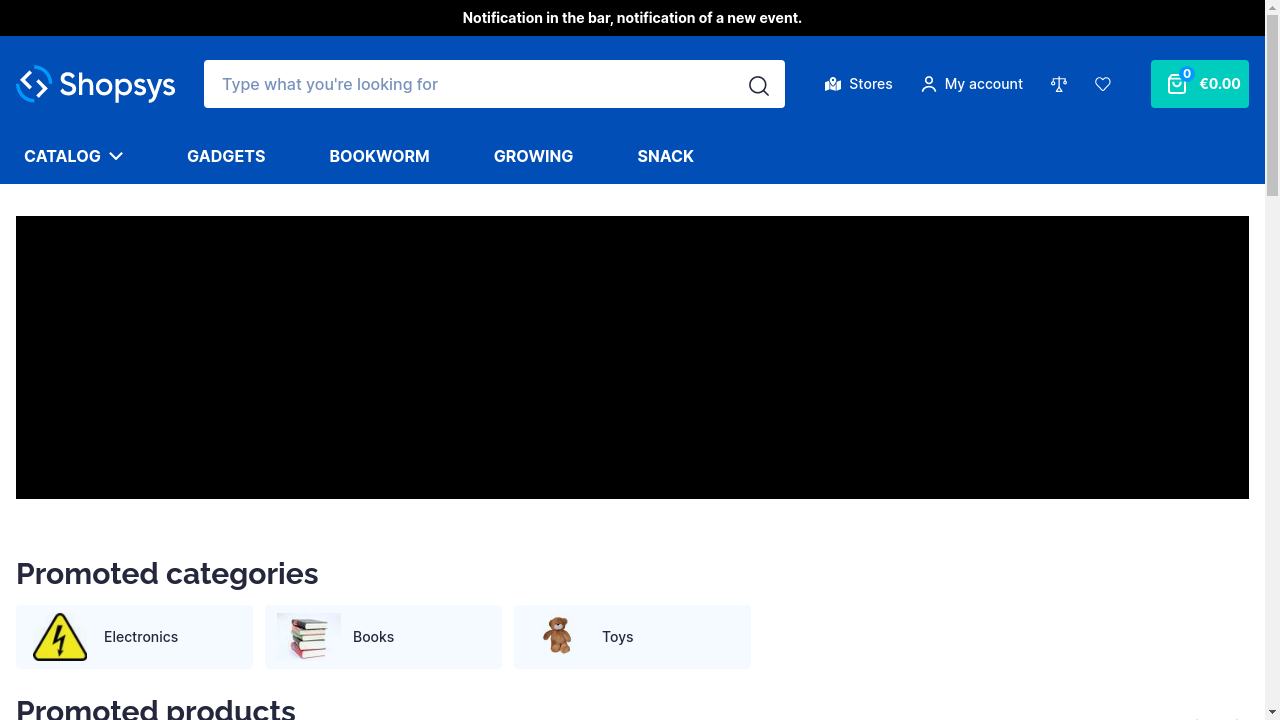 Notification in the bar, notification of a new event.
Shopsys
Type what you're looking for
Stores
My account
0
€0.00
CATALOG
GADGETS
BOOKWORM
GROWING
SNACK
Promoted categories
Electronics
Books
Toys
Promoted products